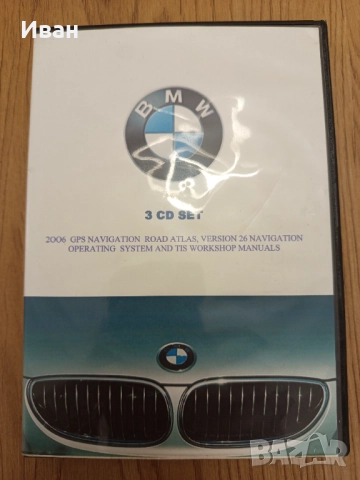 Иван
BMW
3 CD SET
2006 GPS NAVIGATION ROAD ATLAS, VERSION 26 NAVIGATION
OPERATING SYSTEM AND TIS WORKSHOP MANUALS
BAZAR